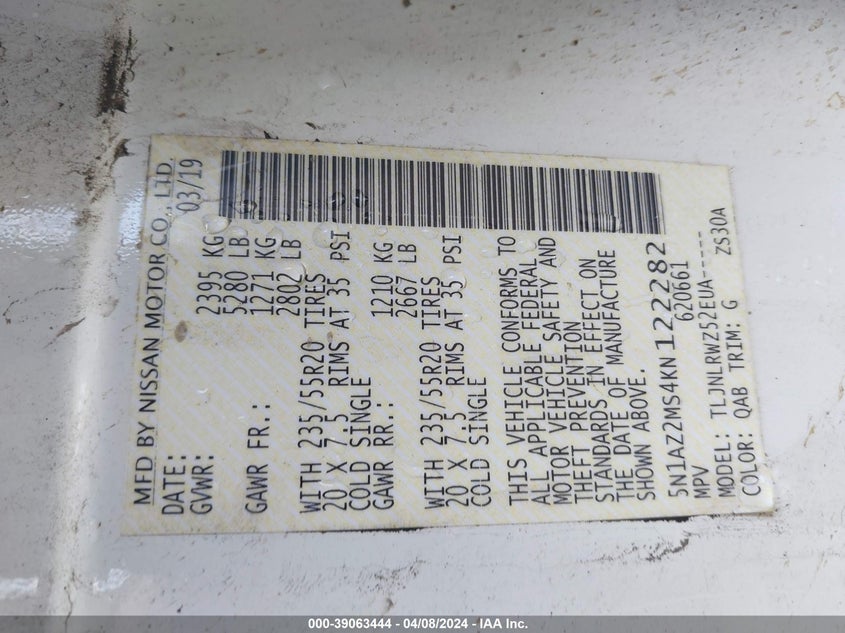 MFD BY NISSAN MOTOR CO., LTD.
DATE: 03/19
GVWR: 2395 KG
5280 LB
GAWR FR.: 1271 KG
2802 LB
WITH 235/55R20 TIRES
20 X 7.5 RIMS AT 35 PSI
COLD SINGLE
GAWR RR.: 1210 KG
2667 LB
WITH 235/55R20 TIRES
20 X 7.5 RIMS AT 35 PSI
COLD SINGLE
THIS VEHICLE CONFORMS TO
ALL APPLICABLE FEDERAL
MOTOR VEHICLE SAFETY AND
THEFT PREVENTION
STANDARDS IN EFFECT ON
THE DATE OF MANUFACTURE
SHOWN ABOVE.
5N1AZ2MS4KN122282
MPV 620661
MODEL: TLJNLRWZ52EUA-----
COLOR: QAB TRIM: G ZS30A
000-39063444 - 04/08/2024 - IAA Inc.